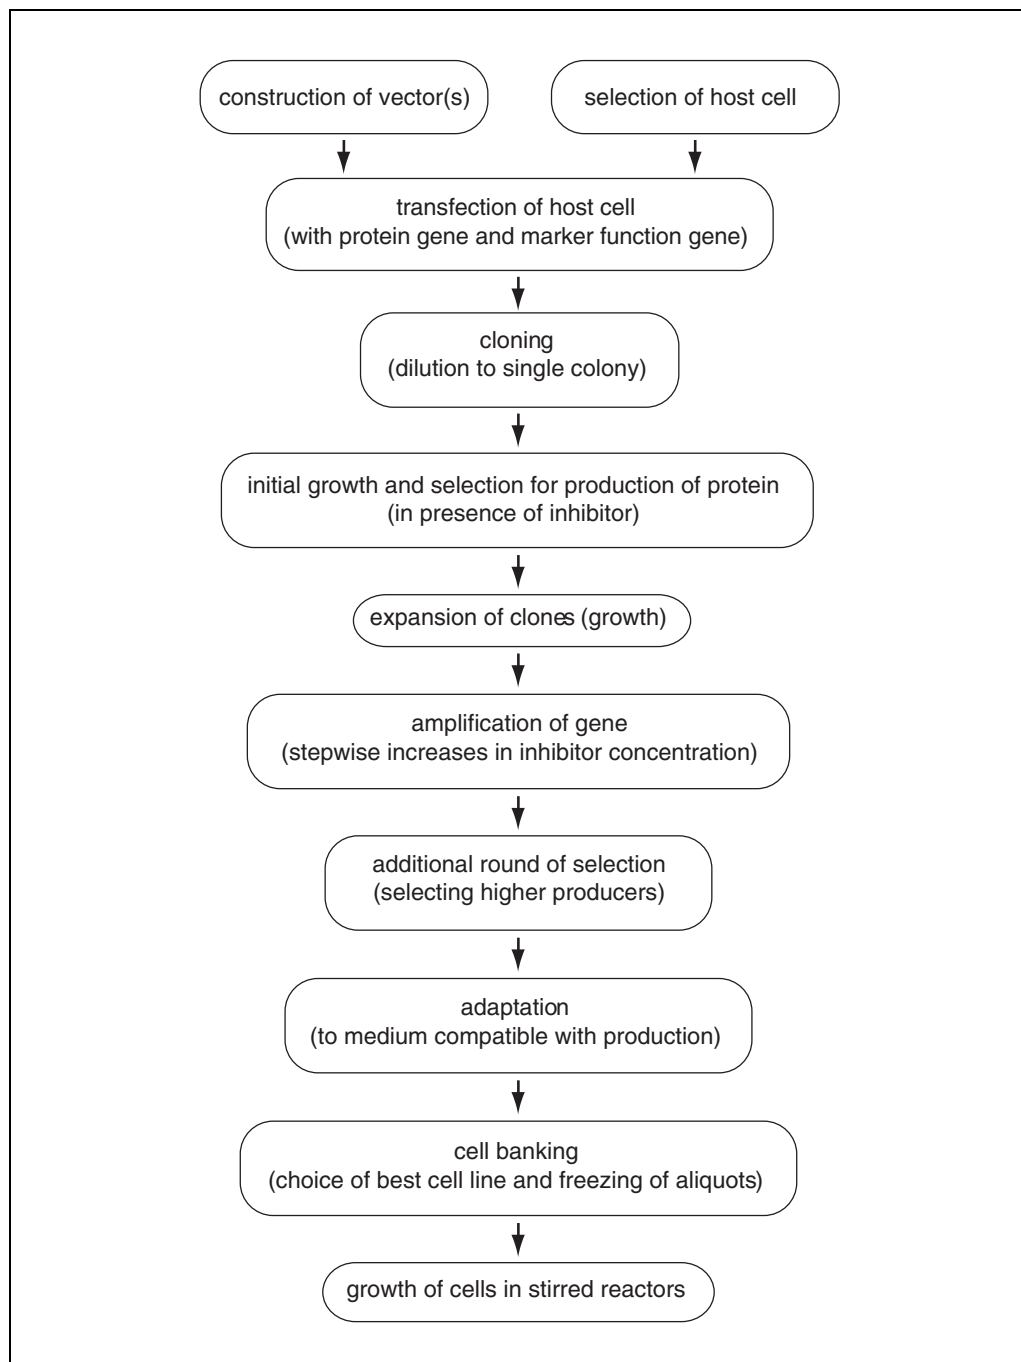 construction of vector(s)
selection of host cell
transfection of host cell
(with protein gene and marker function gene)
cloning
(dilution to single colony)
initial growth and selection for production of protein
(in presence of inhibitor)
expansion of clones (growth)
amplification of gene
(stepwise increases in inhibitor concentration)
additional round of selection
(selecting higher producers)
adaptation
(to medium compatible with production)
cell banking
(choice of best cell line and freezing of aliquots)
growth of cells in stirred reactors